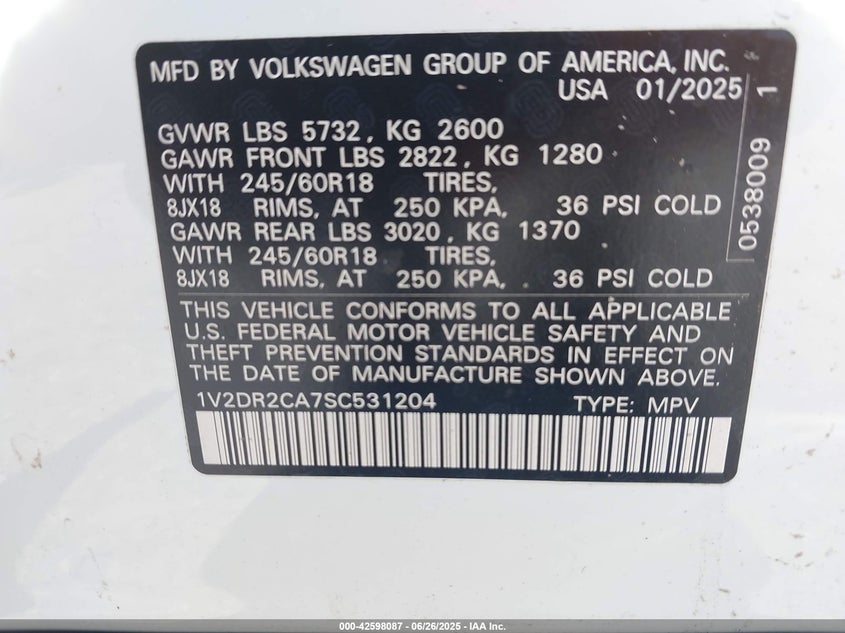 MFD BY VOLKSWAGEN GROUP OF AMERICA, INC.
USA 01/2025
GVWR LBS 5732, KG 2600
GAWR FRONT LBS 2822, KG 1280
WITH 245/60R18 TIRES,
8JX18 RIMS, AT 250 KPA, 36 PSI COLD
GAWR REAR LBS 3020, KG 1370
WITH 245/60R18 TIRES,
8JX18 RIMS, AT 250 KPA, 36 PSI COLD
THIS VEHICLE CONFORMS TO ALL APPLICABLE
U.S. FEDERAL MOTOR VEHICLE SAFETY AND
THEFT PREVENTION STANDARDS IN EFFECT ON
THE DATE OF MANUFACTURE SHOWN ABOVE.
1V2DR2CA7SC531204 TYPE: MPV
0538009 1
000-42598087 - 06/26/2025 - IAA Inc.